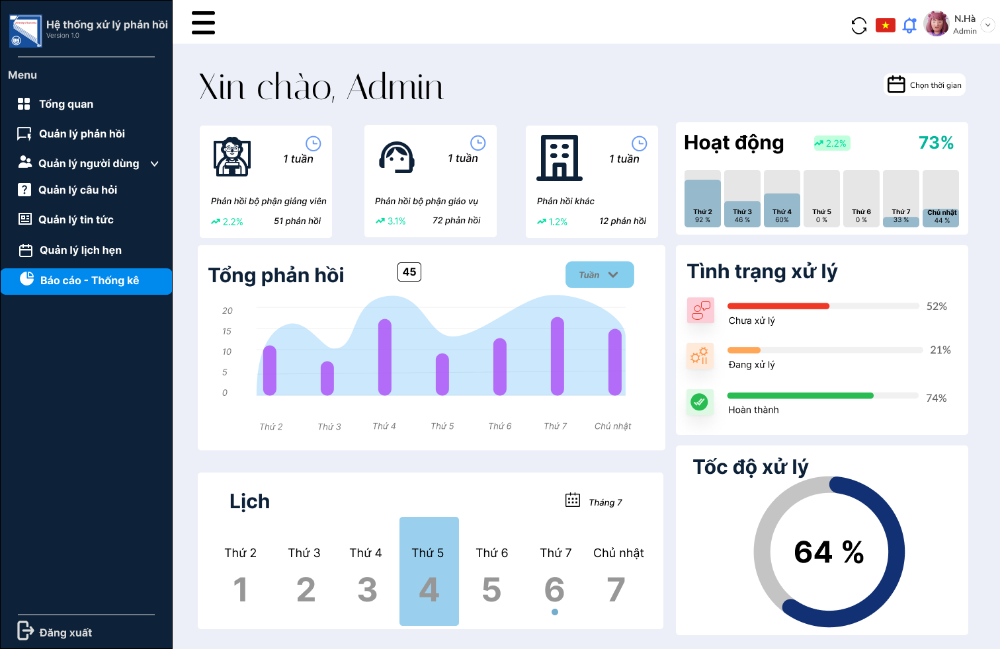 University of Economics
Hệ thống xử lý phản hồi
Version 1.0
Menu
Tổng quan
Quản lý phản hồi
Quản lý người dùng
Quản lý câu hỏi
Quản lý tin tức
Quản lý lịch hẹn
Báo cáo - Thống kê
Đăng xuất
N.Hà
Admin
Xin chào, Admin
Chọn thời gian
1 tuần
Phản hồi bộ phận giảng viên
2.2% 51 phản hồi
1 tuần
Phản hồi bộ phận giáo vụ
3.1% 72 phản hồi
1 tuần
Phản hồi khác
1.2% 12 phản hồi
Hoạt động 2.2% 73%
Thứ 2 Thứ 3 Thứ 4 Thứ 5 Thứ 6 Thứ 7 Chủ nhật
92 % 46 % 60% 0 % 0 % 33 % 44 %
Tổng phản hồi 45 Tuần
20
15
10
5
0
Thứ 2 Thứ 3 Thứ 4 Thứ 5 Thứ 6 Thứ 7 Chủ nhật
Tình trạng xử lý
52%
Chưa xử lý
21%
Đang xử lý
74%
Hoàn thành
Lịch Tháng 7
Thứ 2 Thứ 3 Thứ 4 Thứ 5 Thứ 6 Thứ 7 Chủ nhật
1 2 3 4 5 6 7
Tốc độ xử lý
64 %